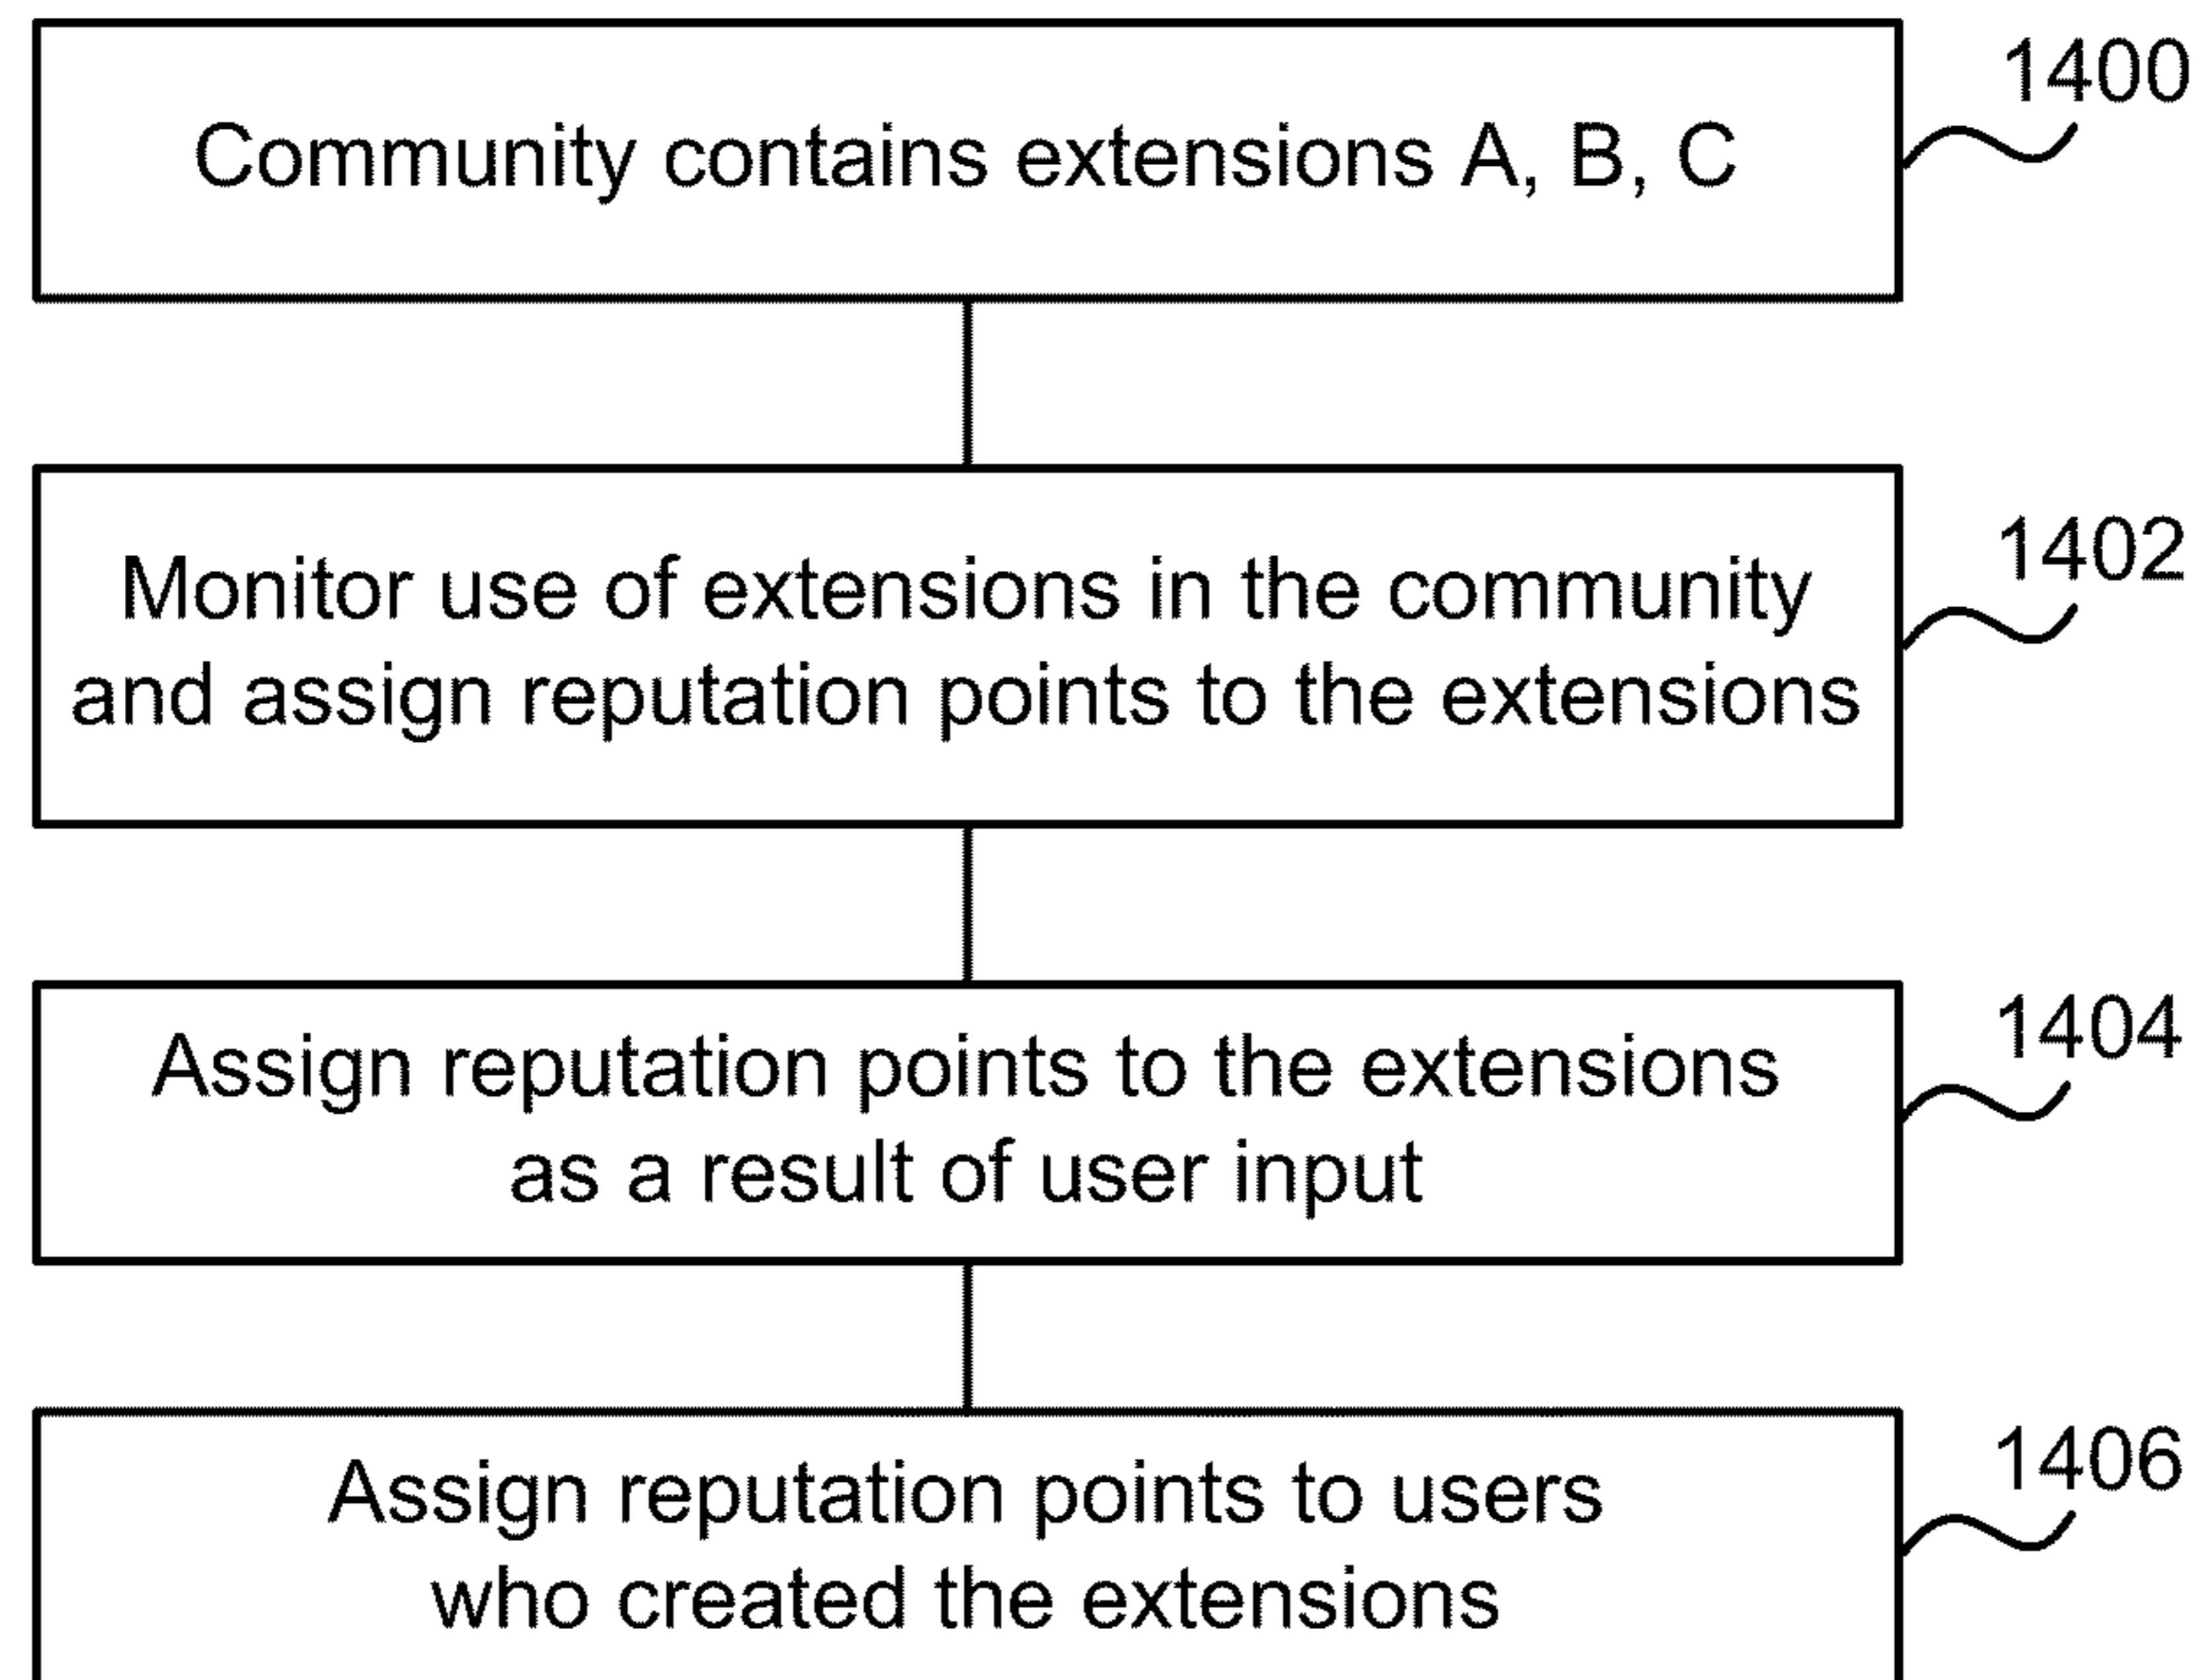 Community contains extensions A, B, C
1400
Monitor use of extensions in the community
and assign reputation points to the extensions
1402
Assign reputation points to the extensions
as a result of user input
1404
Assign reputation points to users
who created the extensions
1406